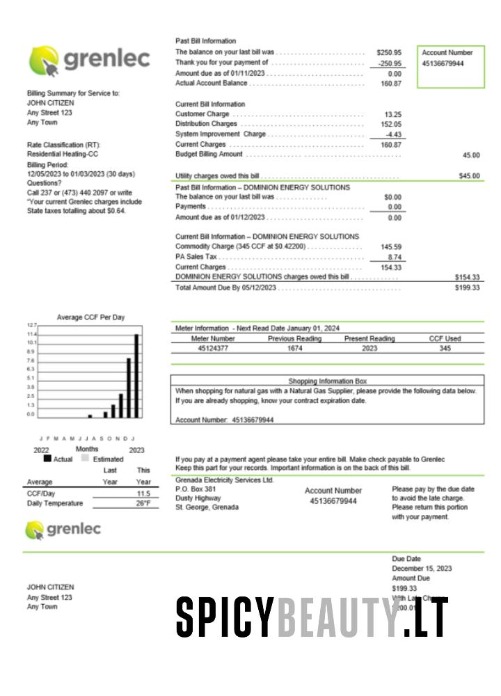 grenlec
Billing Summary for Service to:
JOHN CITIZEN
Any Street 123
Any Town
Rate Classification (RT):
Residential Heating-CC
Billing Period:
12/05/2023 to 01/03/2023 (30 days)
Questions?
Call 237 or (473) 440 2097 or write
*Your current Grenlec charges include
State taxes totalling about $0.64.
Past Bill Information
The balance on your last bill was $250.95
Thank you for your payment of -250.95
Amount due as of 01/11/2023 0.00
Actual Account Balance 160.87
Account Number
45136679944
Current Bill Information
Customer Charge 13.25
Distribution Charges 152.05
System Improvement Charge -4.43
Current Charges 160.87
Budget Billing Amount 45.00
Utility charges owed this bill $45.00
Past Bill Information – DOMINION ENERGY SOLUTIONS
The balance on your last bill was $0.00
Payments 0.00
Amount due as of 01/12/2023 0.00
Current Bill Information – DOMINION ENERGY SOLUTIONS
Commodity Charge (345 CCF at $0.42200) 145.59
PA Sales Tax 8.74
Current Charges 154.33
DOMINION ENERGY SOLUTIONS charges owed this bill $154.33
Total Amount Due By 05/12/2023 $199.33
Average CCF Per Day
12.7
11.4
10.1
8.9
7.6
6.3
5.1
3.8
2.5
1.3
0.0
J F M A M J J A S O N D J
2022 Months 2023
Actual Estimated
Last This
Average Year Year
CCF/Day 11.5
Daily Temperature 26°F
Meter Information - Next Read Date January 01, 2024
Meter Number Previous Reading Present Reading CCF Used
45124377 1674 2023 345
Shopping Information Box
When shopping for natural gas with a Natural Gas Supplier, please provide the following data below.
If you are already shopping, know your contract expiration date.
Account Number: 45136679944
If you pay at a payment agent please take your entire bill. Make check payable to Grenlec
Keep this part for your records. Important information is on the back of this bill.
grenlec
Grenada Electricity Services Ltd.
P.O. Box 381
Dusty Highway
St. George, Grenada
Account Number
45136679944
Please pay by the due date
to avoid the late charge.
Please return this portion
with your payment.
JOHN CITIZEN
Any Street 123
Any Town
Due Date
December 15, 2023
Amount Due
$199.33
With Late
SPICYBEAUTY.LT